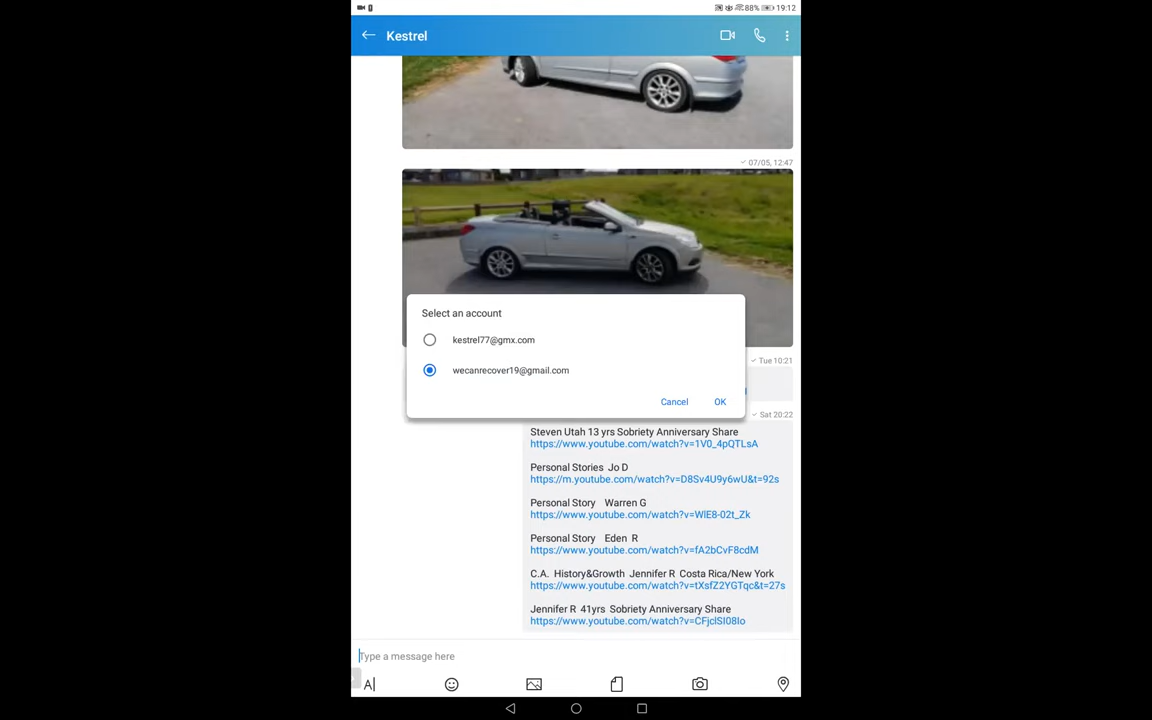 88% 19:12
Kestrel
07/05, 12:47
Select an account
kestrel77@gmx.com
wecanrecover19@gmail.com
Cancel OK
Tue 10:21
Sat 20:22
Steven Utah 13 yrs Sobriety Anniversary Share
https://www.youtube.com/watch?v=1V0_4pQTLsA
Personal Stories Jo D
https://m.youtube.com/watch?v=D8Sv4U9y6wU&t=92s
Personal Story Warren G
https://www.youtube.com/watch?v=WlE8-02t_Zk
Personal Story Eden R
https://www.youtube.com/watch?v=fA2bCvF8cdM
C.A. History&Growth Jennifer R Costa Rica/New York
https://www.youtube.com/watch?v=tXsfZ2YGTqc&t=27s
Jennifer R 41yrs Sobriety Anniversary Share
https://www.youtube.com/watch?v=CFjclSI08Io
Type a message here
A